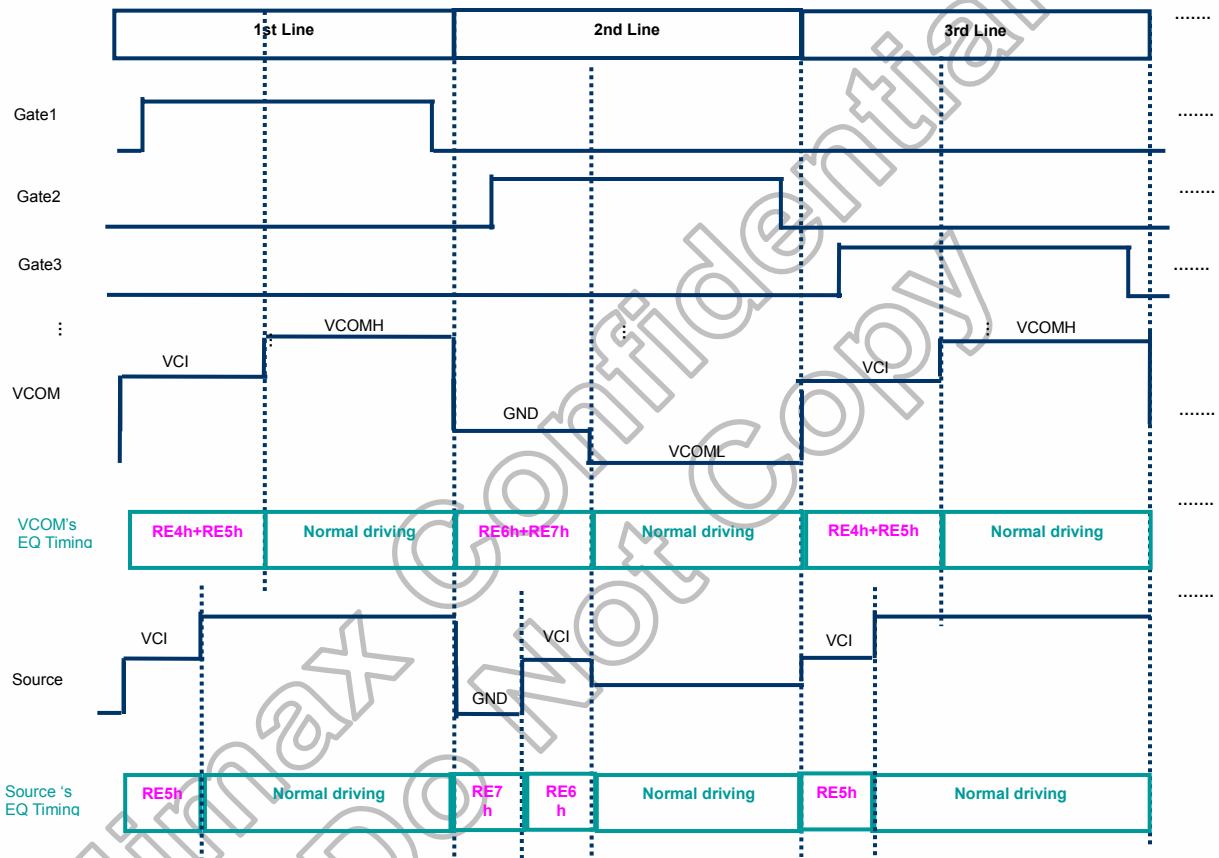 1st Line 2nd Line 3rd Line .......
Gate1 .......
Gate2 .......
Gate3 .......
... ... ... ...
VCOMH VCOMH
VCI VCI
VCOM
GND .......
VCOML
.......
VCOM's
EQ Timing
RE4h+RE5h Normal driving RE6h+RE7h Normal driving RE4h+RE5h Normal driving
.......
VCI VCI VCI
Source
GND
Source 's
EQ Timing
RE5h Normal driving RE7
h RE6
h Normal driving RE5h Normal driving
Himax Confidential
Do Not Copy